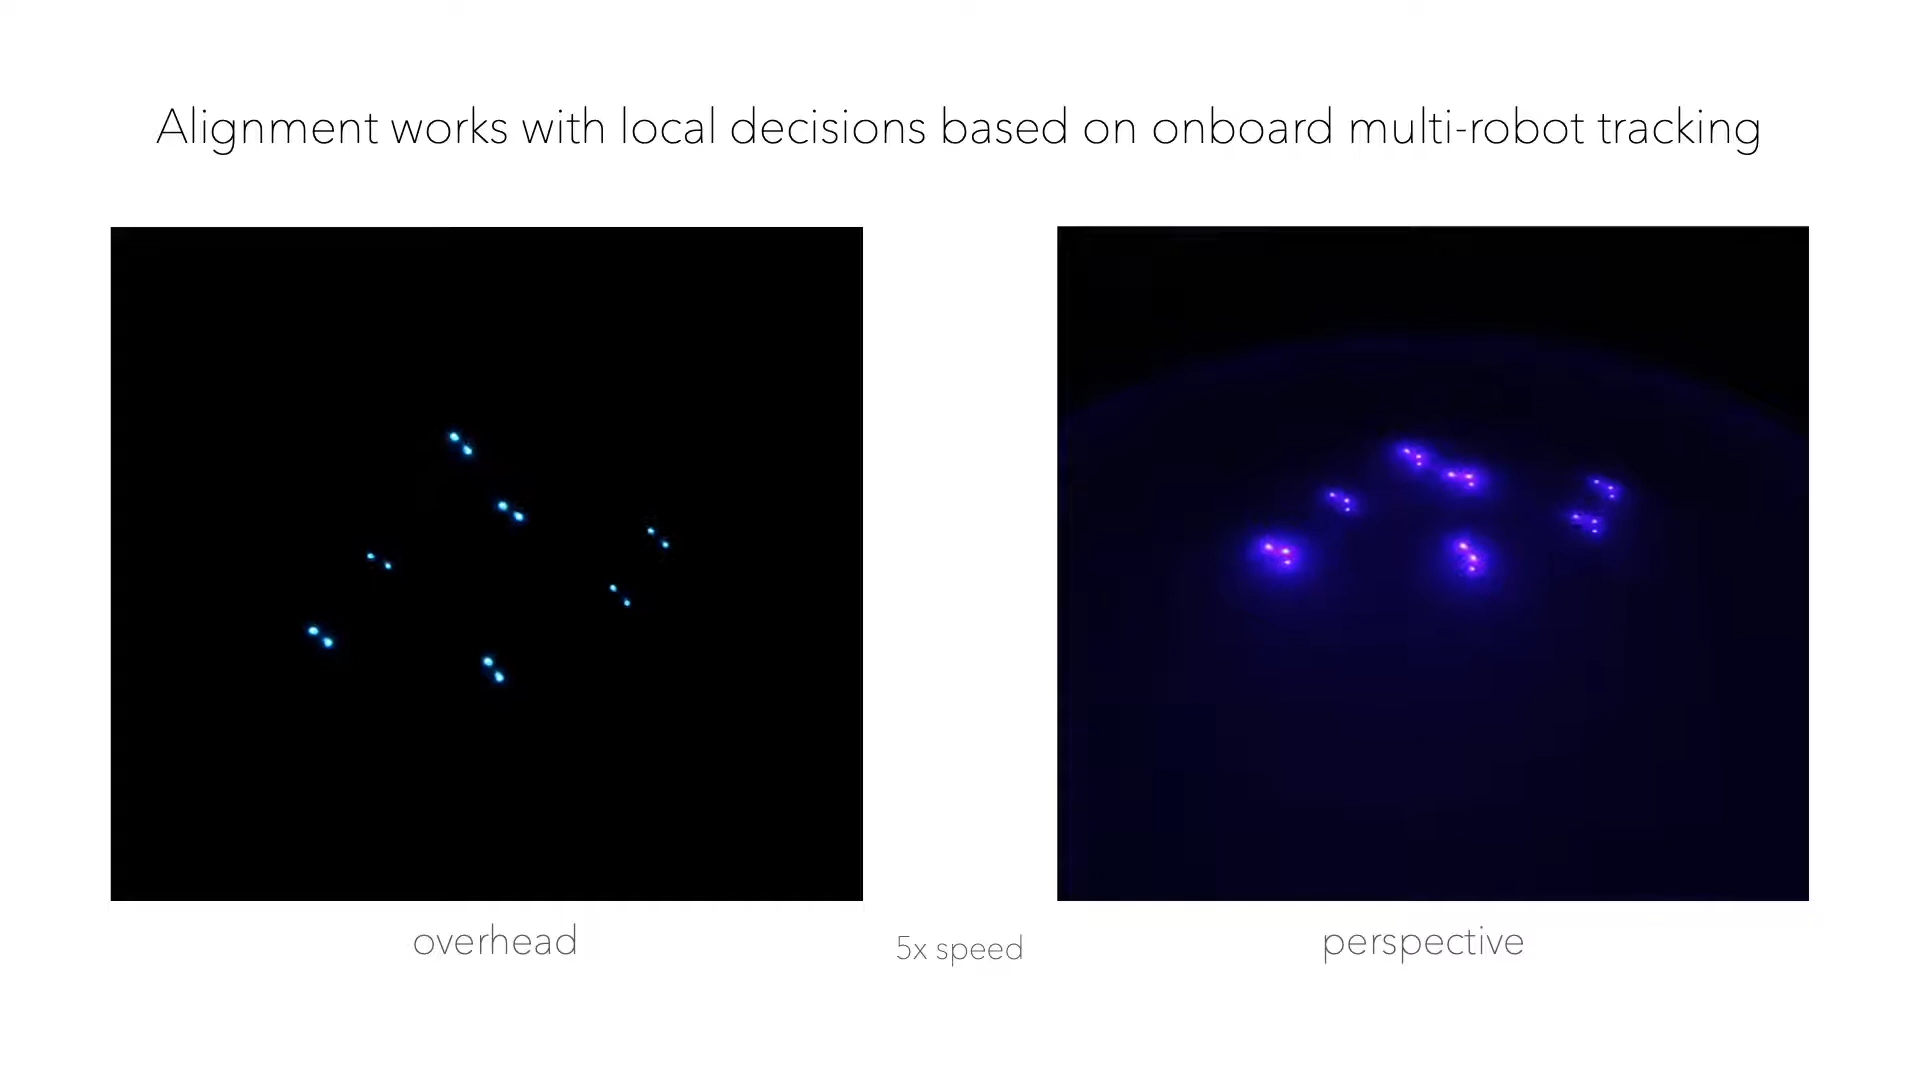 Alignment works with local decisions based on onboard multi-robot tracking
overhead
5x speed
perspective